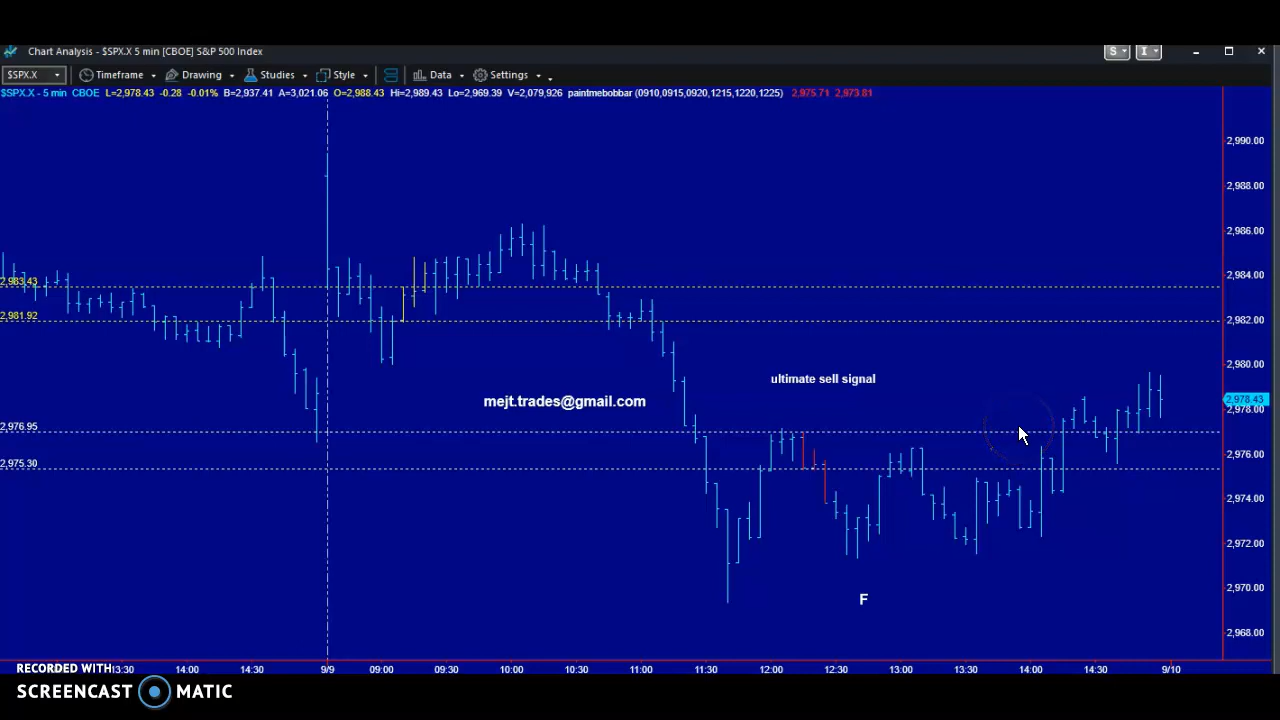 Chart Analysis - $SPX.X 5 min [CBOE] S&P 500 Index
S
I
$SPX.X Timeframe Drawing Studies Style Data Settings
$SPX.X - 5 min CBOE L=2,978.43 -0.28 -0.01% B=2,937.41 A=3,021.06 O=2,988.43 Hi=2,989.43 Lo=2,969.39 V=2,079,926 paintmebobbar (0910,0915,0920,1215,1220,1225) 2,975.71 2,973.81
2,990.00
2,988.00
2,986.00
2,984.00
2,983.43
2,982.00
2,981.92
2,980.00
ultimate sell signal
mejt.trades@gmail.com
2,978.43
2,978.00
2,976.95
2,976.00
2,975.30
2,974.00
2,972.00
2,970.00
F
2,968.00
13:30 14:00 14:30 9/9 09:00 09:30 10:00 10:30 11:00 11:30 12:00 12:30 13:00 13:30 14:00 14:30 9/10
RECORDED WITH
SCREENCAST MATIC